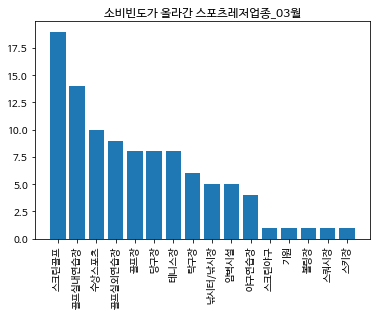 소비빈도가 올라간 스포츠레저업종_03월
17.5
15.0
12.5
10.0
7.5
5.0
2.5
0.0
스크린골프
골프실내연습장
수상스포츠
골프실외연습장
골프장
당구장
테니스장
탁구장
낚시터/낚시장
암벽시설
야구연습장
스크린야구
기원
볼링장
스쿼시장
스키장